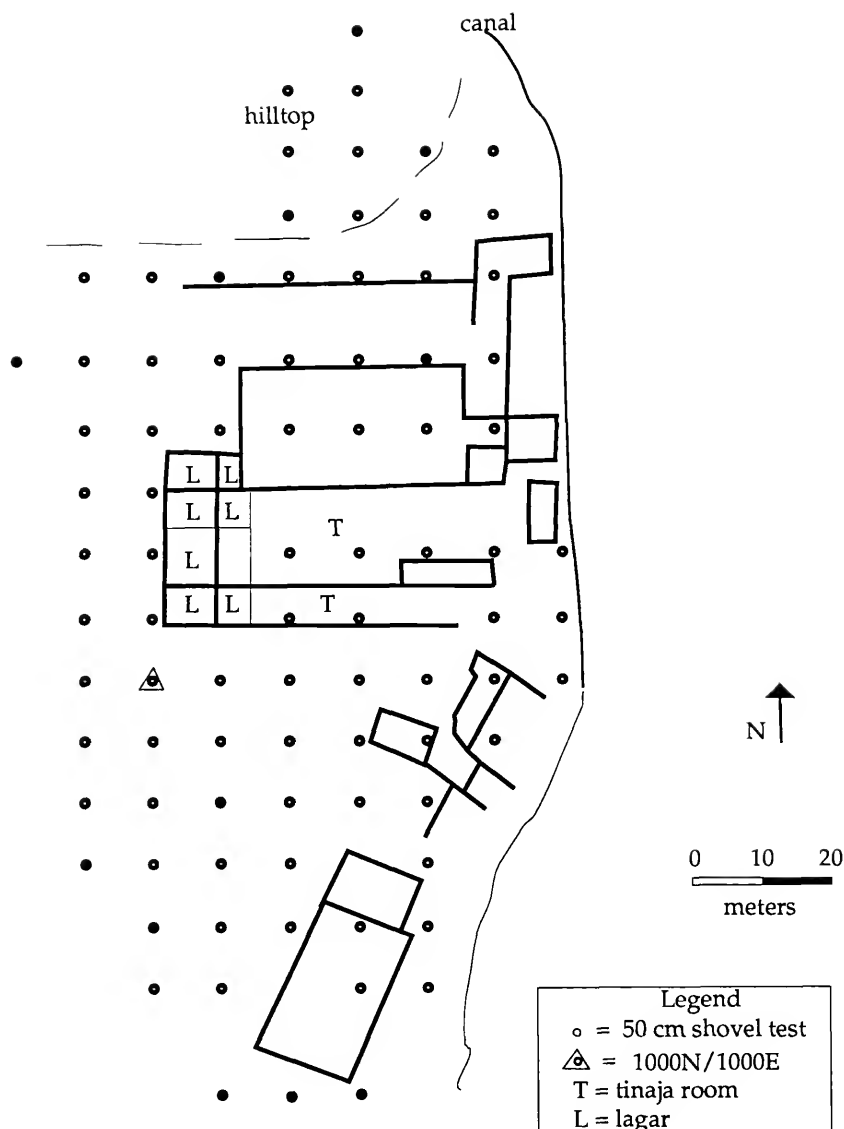 canal
hilltop
L L
L L
T
L
L L T
N
0 10 20
meters
Legend
o = 50 cm shovel test
= 1000N/1000E
T = tinaja room
L = lagar